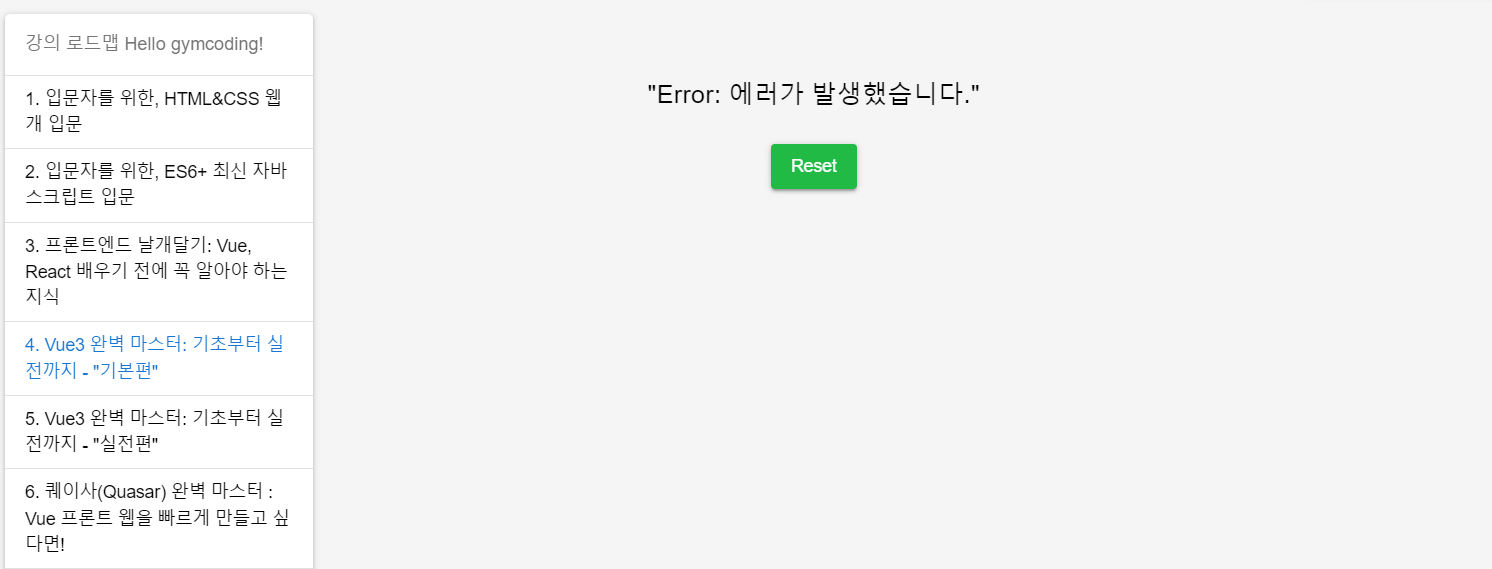 강의 로드맵 Hello gymcoding!
1. 입문자를 위한, HTML&CSS 웹
개 입문
2. 입문자를 위한, ES6+ 최신 자바
스크립트 입문
3. 프론트엔드 날개달기: Vue,
React 배우기 전에 꼭 알아야 하는
지식
4. Vue3 완벽 마스터: 기초부터 실
전까지 - "기본편"
5. Vue3 완벽 마스터: 기초부터 실
전까지 - "실전편"
6. 퀘이사(Quasar) 완벽 마스터 :
Vue 프론트 웹을 빠르게 만들고 싶
다면!
"Error: 에러가 발생했습니다."
Reset